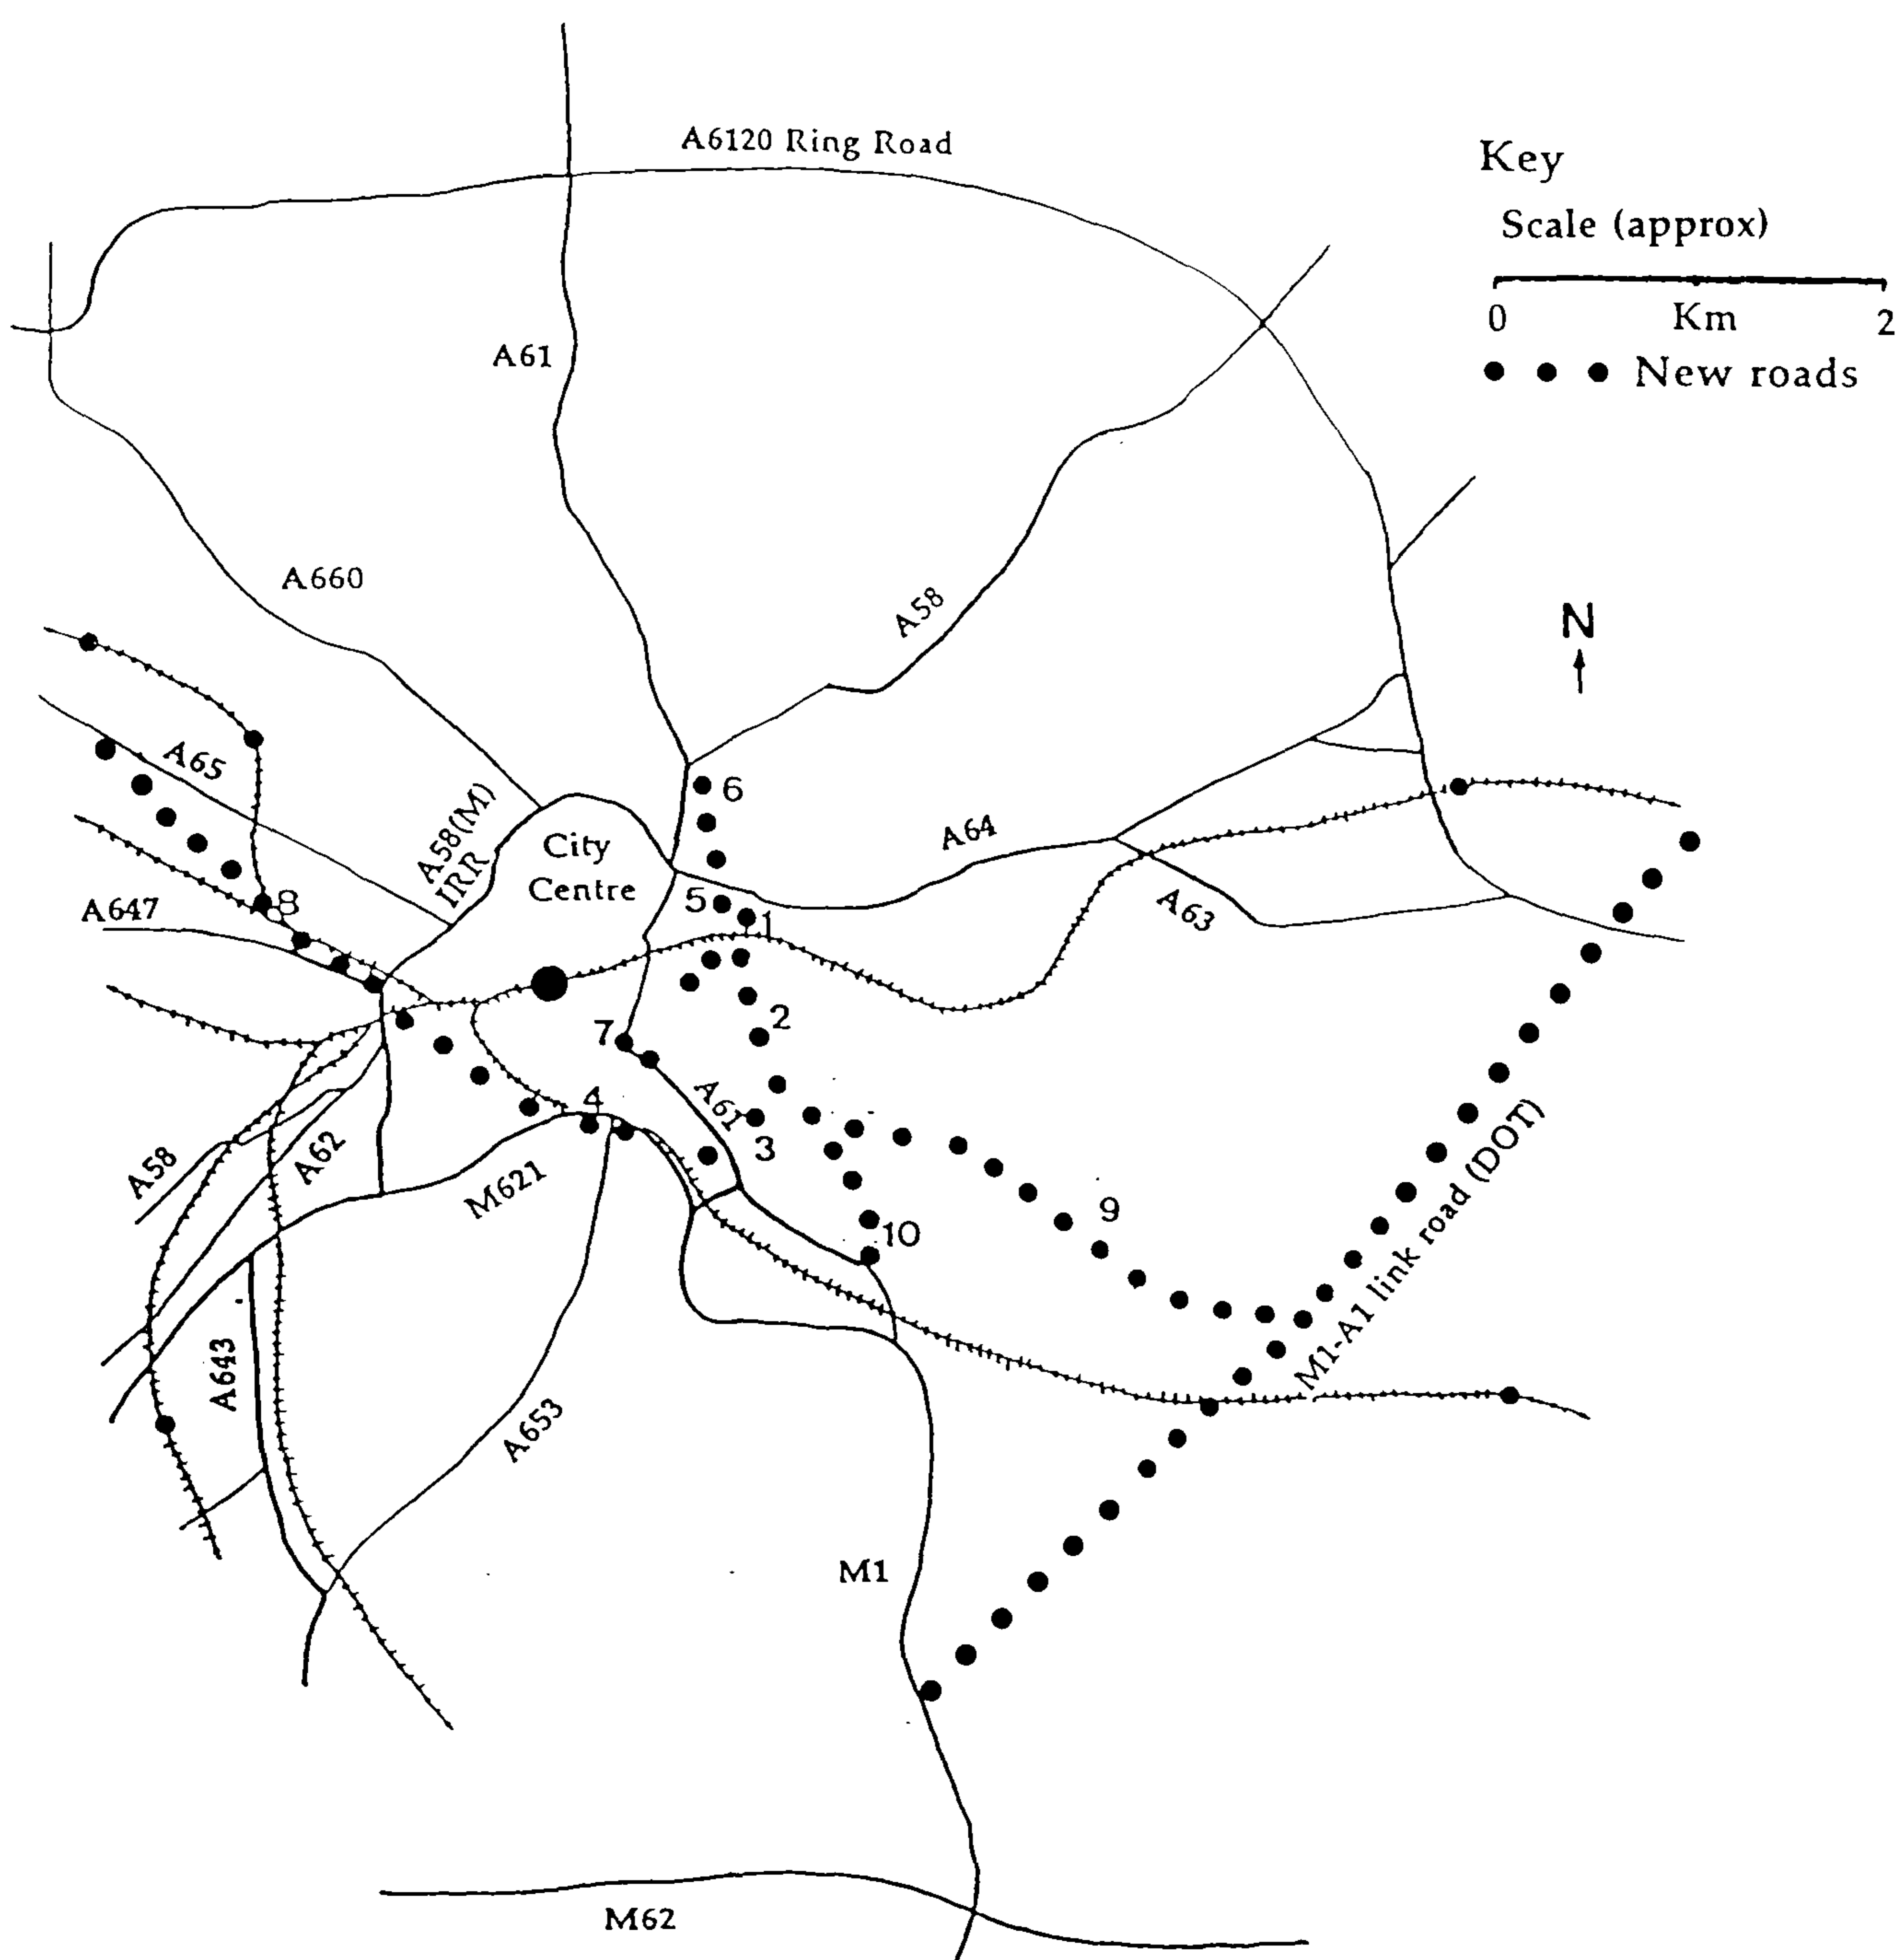 A6120 Ring Road
Key
Scale (approx)
0 Km 2
New roads
A61
A660
A58
N
A65
A58(M)
IRR
City
Centre
6
A64
5
1
A63
A647
8
2
7
A61
4
3
A58
A62
M621
9
10
M1-A1 link road (DOT)
A643
A653
M1
M62